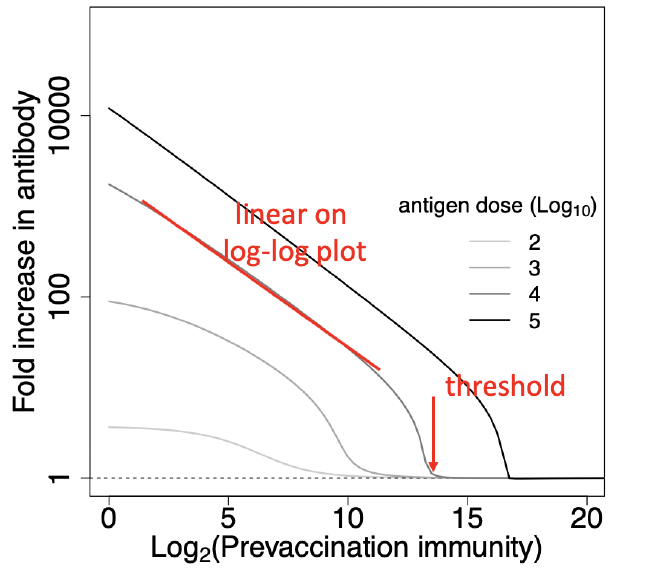 10000
100
1
Fold increase in antibody
linear on
log-log plot
antigen dose (Log₁₀)
2
3
4
5
threshold
0 5 10 15 20
Log₂(Prevaccination immunity)